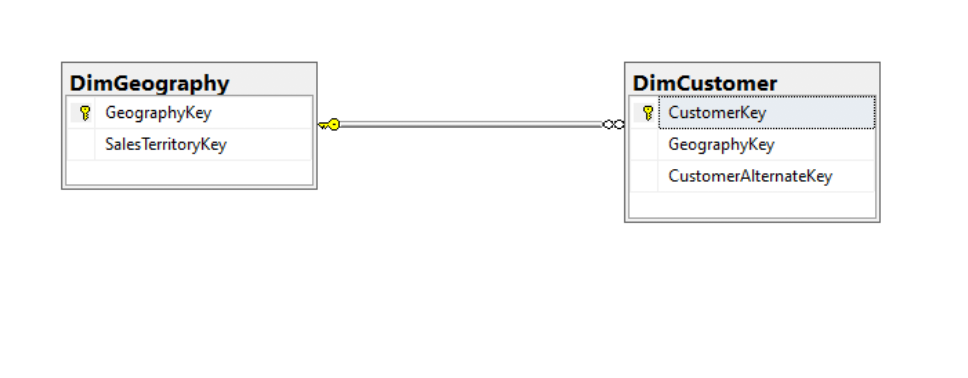 DimGeography
GeographyKey
SalesTerritoryKey
DimCustomer
CustomerKey
GeographyKey
CustomerAlternateKey